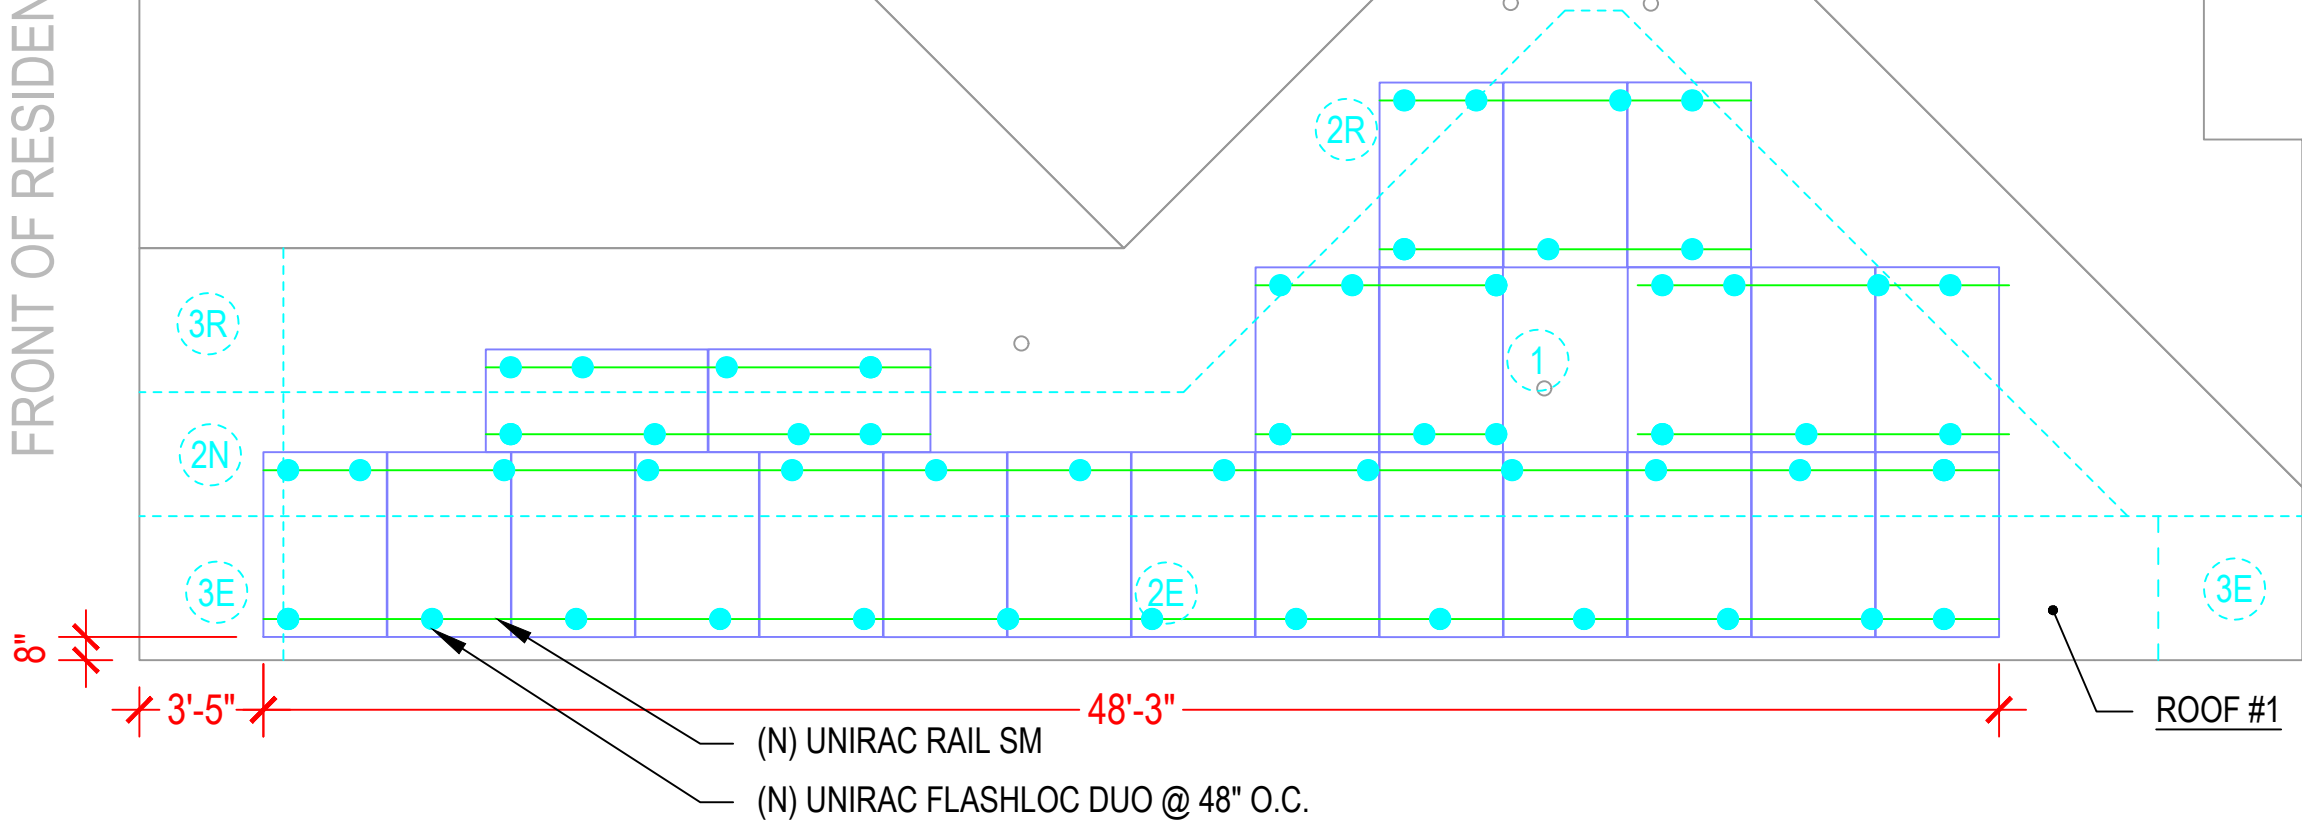 FRONT OF RESIDEN
2R
3R
1
2N
3E
2E
3E
8"
3'-5"
48'-3"
ROOF #1
(N) UNIRAC RAIL SM
(N) UNIRAC FLASHLOC DUO @ 48" O.C.